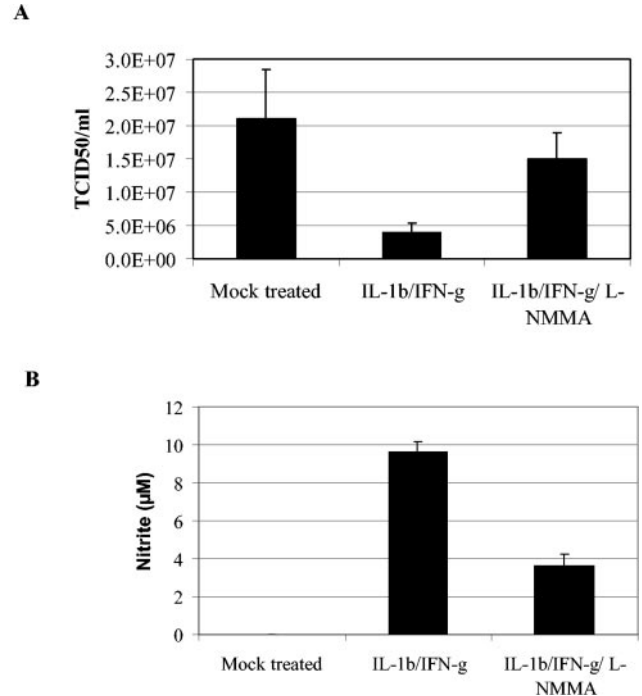 A
3.0E+07
2.5E+07
2.0E+07
1.5E+07
1.0E+07
5.0E+06
0.0E+00
TCID50/ml
Mock treated
IL-1b/IFN-g
IL-1b/IFN-g/ L-
NMMA
B
12
10
8
6
4
2
0
Nitrite (µM)
Mock treated
IL-1b/IFN-g
IL-1b/IFN-g/ L-
NMMA